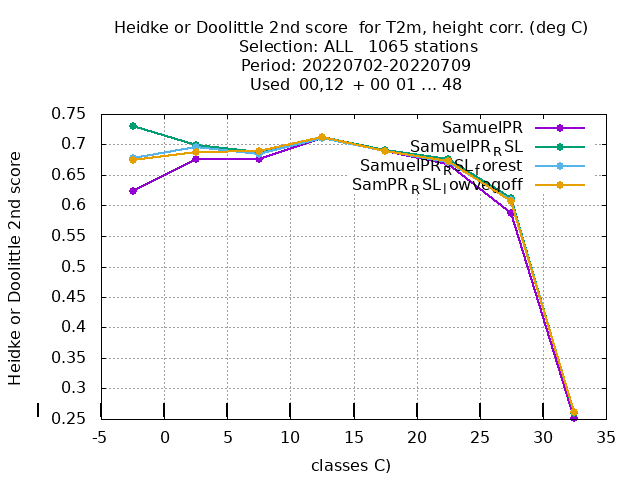 Heidke or Doolittle 2nd score  for T2m, height corr. (deg C)
Selection: ALL   1065 stations
Period: 20220702-20220709
Used  00,12  + 00 01 ... 48
Heidke or Doolittle 2nd score
0.75
0.7
0.65
0.6
0.55
0.5
0.45
0.4
0.35
0.3
0.25
SamuelPR
SamuelPR_RSL
SamuelPR_RSL_forest
SamPR_RSL_lowvegoff
-5
0
5
10
15
20
25
30
35
classes C)